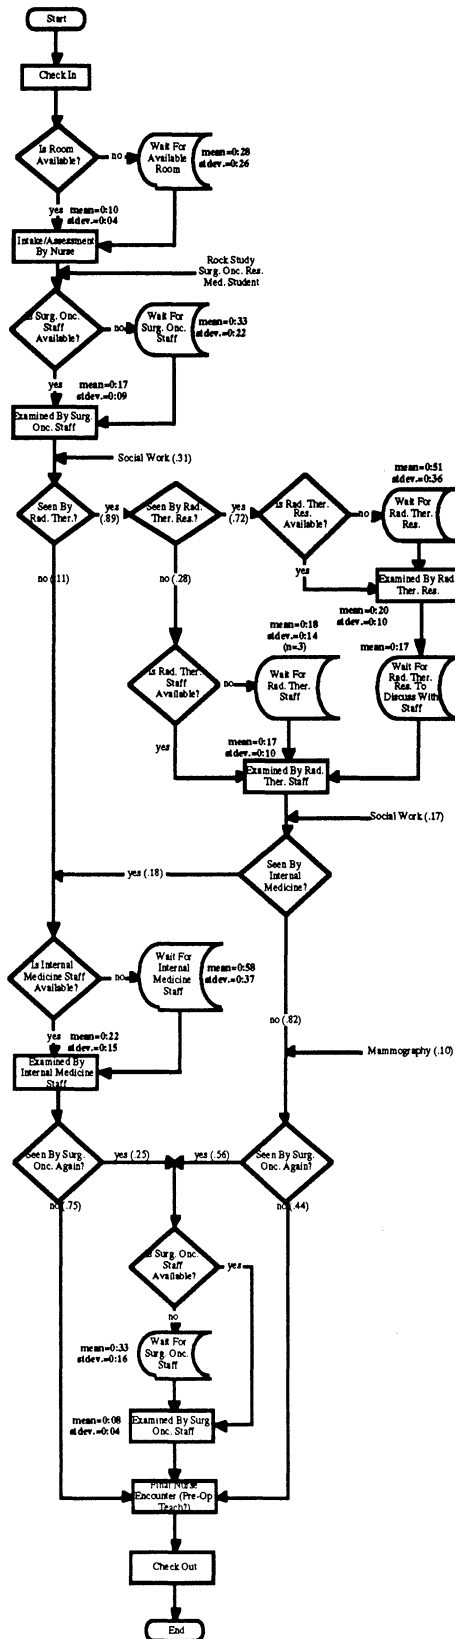 Start
Check In
Is Room
Available?
no
Wait For
Available
Room
mean=0:28
stdev.=0:26
yes
mean=0:10
stdev.=0:04
Intake/Assessment
By Nurse
Rock Study
Surg. Onc. Res.
Med. Student
Is Surg. Onc.
Staff
Available?
no
Wait For
Surg. Onc.
Staff
mean=0:33
stdev.=0:22
yes
mean=0:17
stdev.=0:09
Examined By Surg.
Onc. Staff
Social Work (.31)
Seen By
Rad. Ther.?
yes
(.89)
Seen By Rad.
Ther. Res.?
yes
(.72)
Is Rad. Ther.
Res.
Available?
no
mean=0:51
stdev.=0:36
Wait For
Rad. Ther.
Res.
no (.11)
no (.28)
yes
Examined By Rad.
Ther. Res.
mean=0:20
stdev.=0:10
mean=0:18
stdev.=0:14
(n=3)
mean=0:17
Is Rad. Ther.
Staff
Available?
no
Wait For
Rad. Ther.
Staff
Wait For
Rad. Ther.
Res. To
Discuss With
Staff
yes
mean=0:17
stdev.=0:10
Examined By Rad.
Ther. Staff
Social Work (.17)
Seen By
Internal
Medicine?
yes (.18)
Is Internal
Medicine Staff
Available?
no
Wait For
Internal
Medicine
Staff
mean=0:58
stdev.=0:37
no (.82)
yes
mean=0:22
stdev.=0:15
Examined By
Internal Medicine
Staff
Mammography (.10)
Seen By Surg.
Onc. Again?
yes (.25)
yes (.56)
Seen By Surg.
Onc. Again?
no (.75)
no (.44)
Is Surg. Onc.
Staff
Available?
yes
no
mean=0:33
stdev.=0:16
Wait For
Surg. Onc.
Staff
mean=0:08
stdev.=0:04
Examined By Surg.
Onc. Staff
Final Nurse
Encounter (Pre-Op
Teach?)
Check Out
End